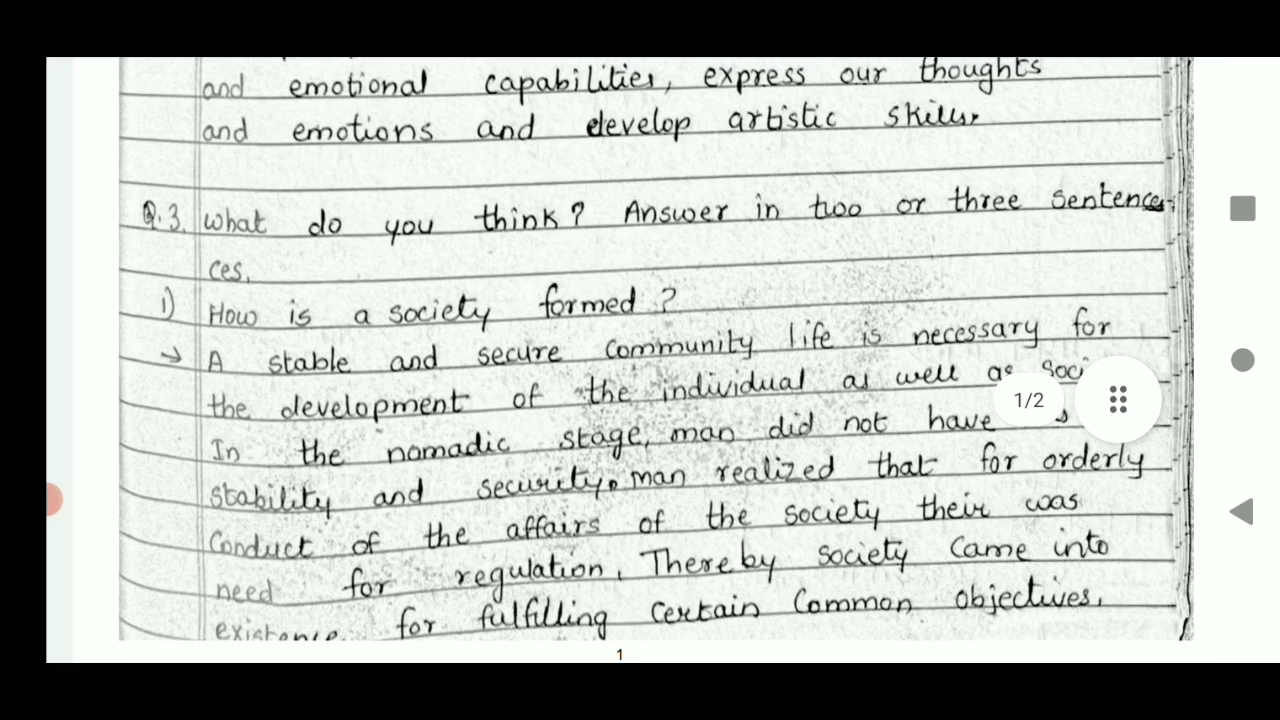 and emotional capabilities, express our thoughts
and emotions and develop artistic skills.
Q.3. What do you think? Answer in two or three sentences
ces.
i) How is a society formed?
→ A stable and secure community life is necessary for
the development of the individual as well as soci
1/2
In the nomadic stage, man did not have
stability and security. man realized that for orderly
Conduct of the affairs of the society their was
need for regulation. Thereby society came into
existence for fulfilling certain common objectives.
1